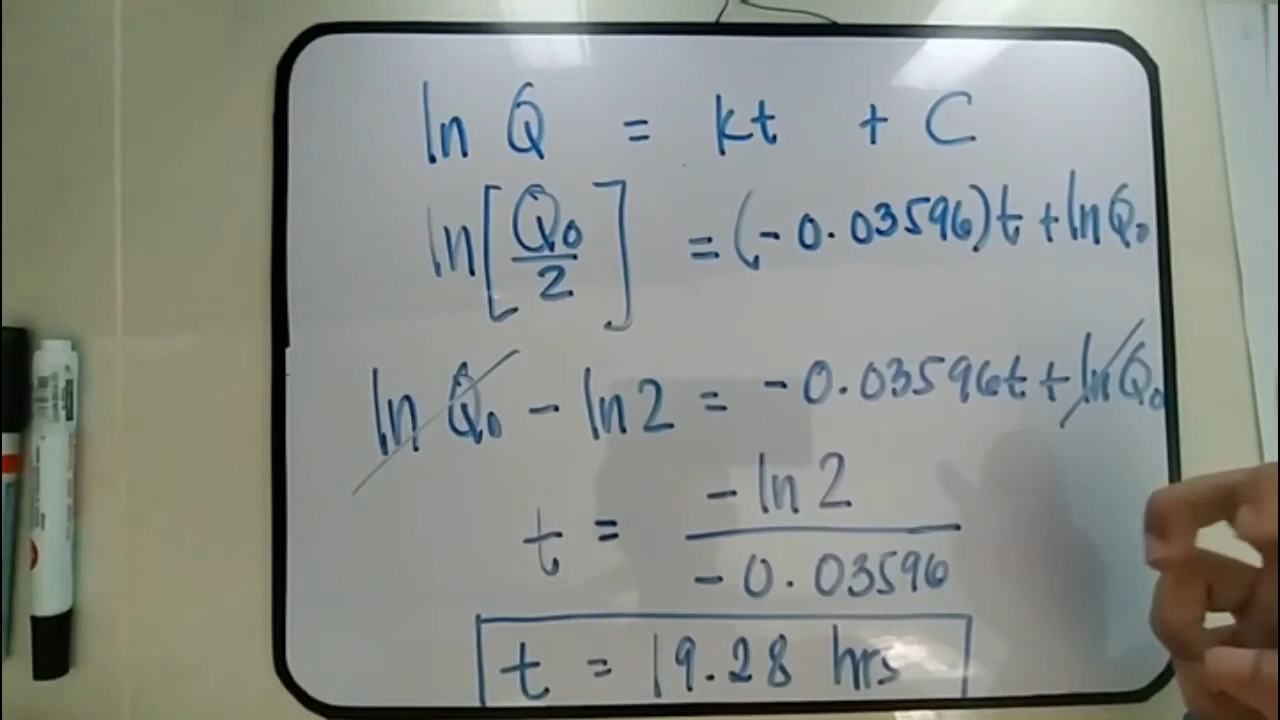 ln Q = kt + C
ln[Q₀/2] = (-0.03596)t + ln Q₀
ln Q₀ - ln 2 = -0.03596t + ln Q₀
t = -ln 2 / -0.03596
t = 19.28 hrs